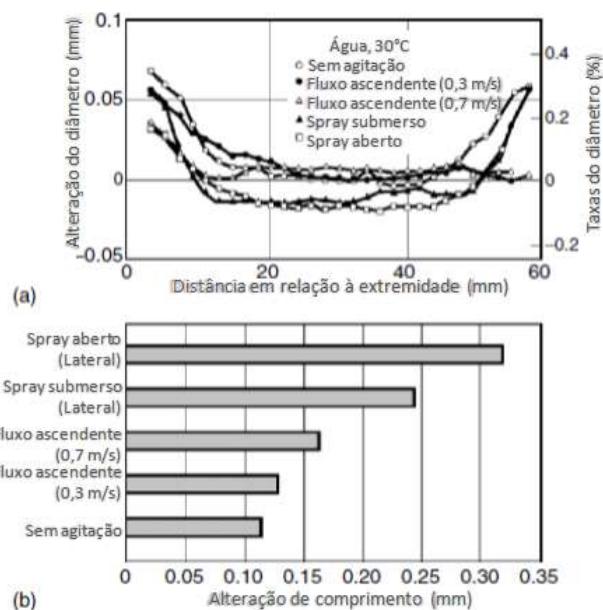 0.1
Água, 30°C
Sem agitação
Fluxo ascendente (0,3 m/s)
Fluxo ascendente (0,7 m/s)
Spray submerso
Spray aberto
0.05
0
−0.05
Alteração do diâmetro (mm)
0.4
0.2
0
−0.2
Taxas do diâmetro (%)
0 20 40 60
Distância em relação à extremidade (mm)
(a)
Spray aberto
(Lateral)
Spray submerso
(Lateral)
Fluxo ascendente
(0,7 m/s)
Fluxo ascendente
(0,3 m/s)
Sem agitação
0 0.05 0.10 0.15 0.20 0.25 0.30 0.35
Alteração de comprimento (mm)
(b)